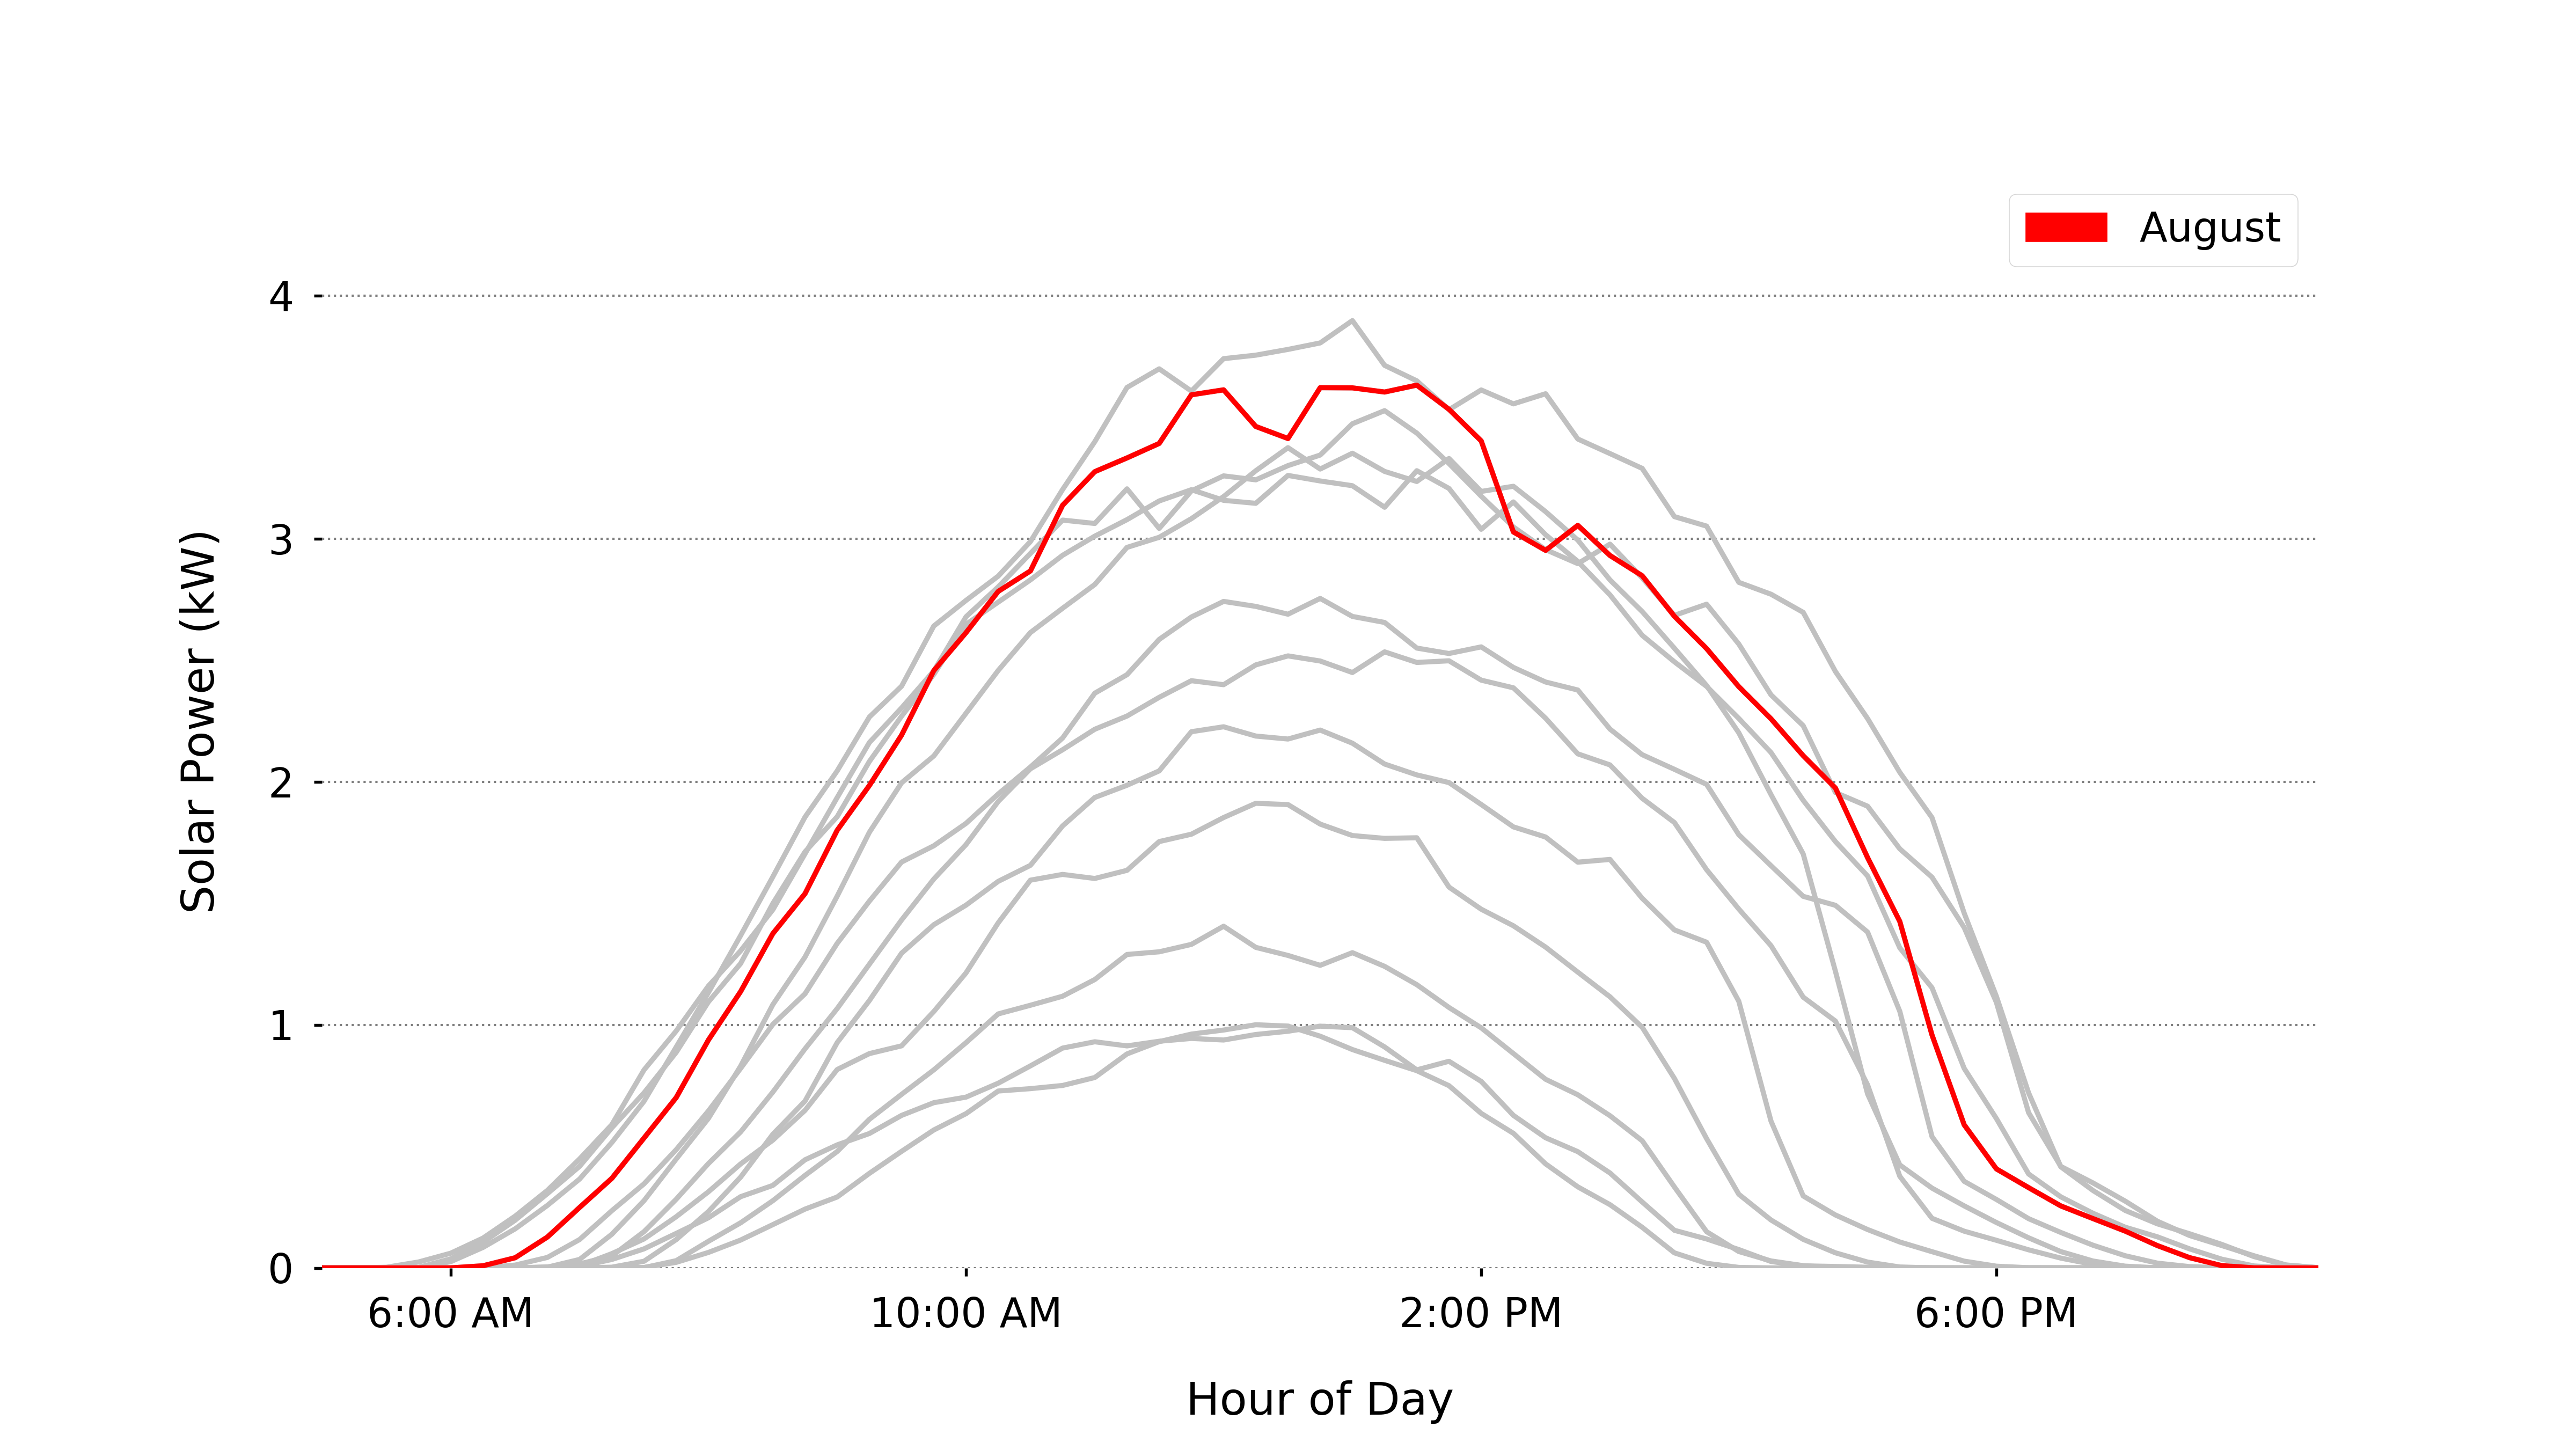 August
4
3
2
1
0
Solar Power (kW)
6:00 AM
10:00 AM
2:00 PM
6:00 PM
Hour of Day